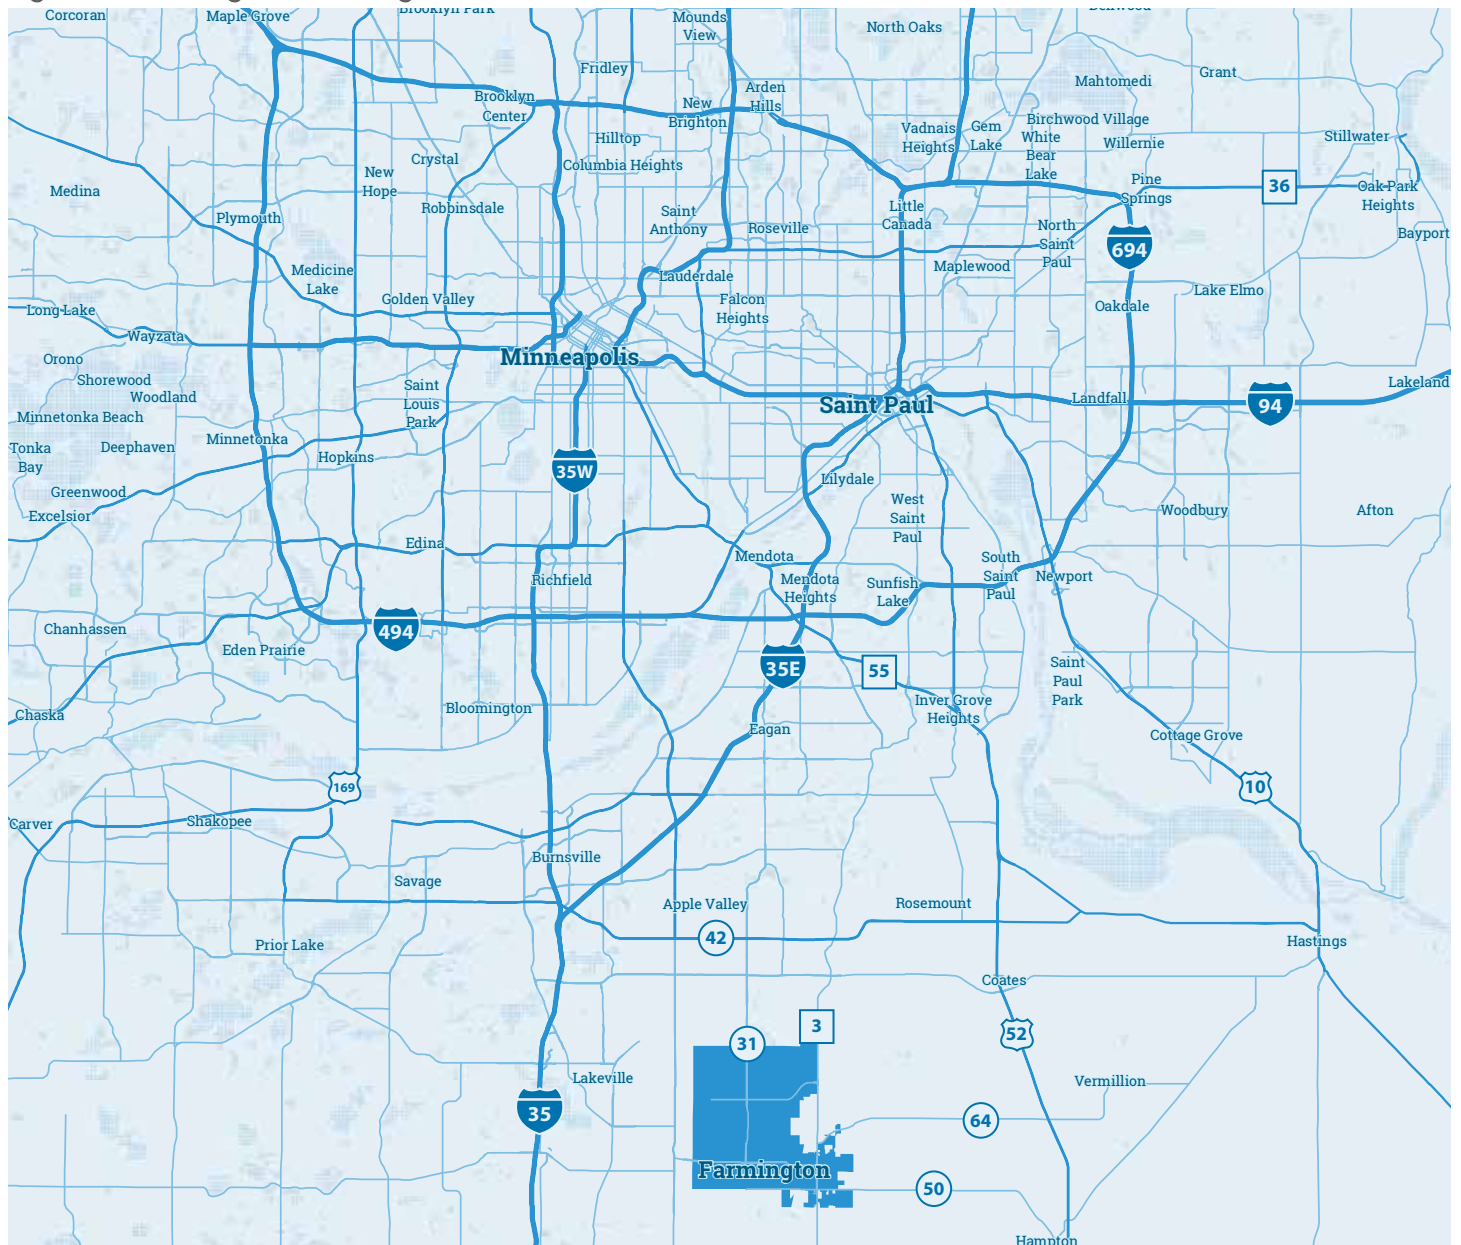 Corcoran
Maple Grove
Brooklyn Park
Mounds
View
North Oaks
Dellwood
Fridley
Mahtomedi
Grant
Brooklyn
Center
New
Brighton
Arden
Hills
Hilltop
Vadnais
Heights
Gem
Lake
Birchwood Village
White
Bear
Lake
Willernie
Stillwater
Crystal
Columbia Heights
New
Hope
Medina
Robbinsdale
Pine
Springs
36
Oak Park
Heights
Plymouth
Saint
Anthony
Roseville
Little
Canada
North
Saint
Paul
694
Bayport
Medicine
Lake
Lauderdale
Maplewood
Golden Valley
Falcon
Heights
Oakdale
Lake Elmo
Long Lake
Wayzata
Minneapolis
Orono
Shorewood
Woodland
Saint
Louis
Park
Saint Paul
Landfall
94
Lakeland
Minnetonka Beach
Tonka
Bay
Deephaven
Minnetonka
Hopkins
35W
Lilydale
Greenwood
Excelsior
West
Saint
Paul
Woodbury
Afton
Edina
Mendota
Richfield
Mendota
Heights
Sunfish
Lake
South
Saint
Paul
Newport
Chanhassen
494
Eden Prairie
35E
55
Saint
Paul
Park
Chaska
Bloomington
Eagan
Inver Grove
Heights
Cottage Grove
169
10
Carver
Shakopee
Burnsville
Savage
Apple Valley
Rosemount
42
Prior Lake
Hastings
Coates
3
52
31
Lakeville
Vermillion
35
64
Farmington
50
Hampton